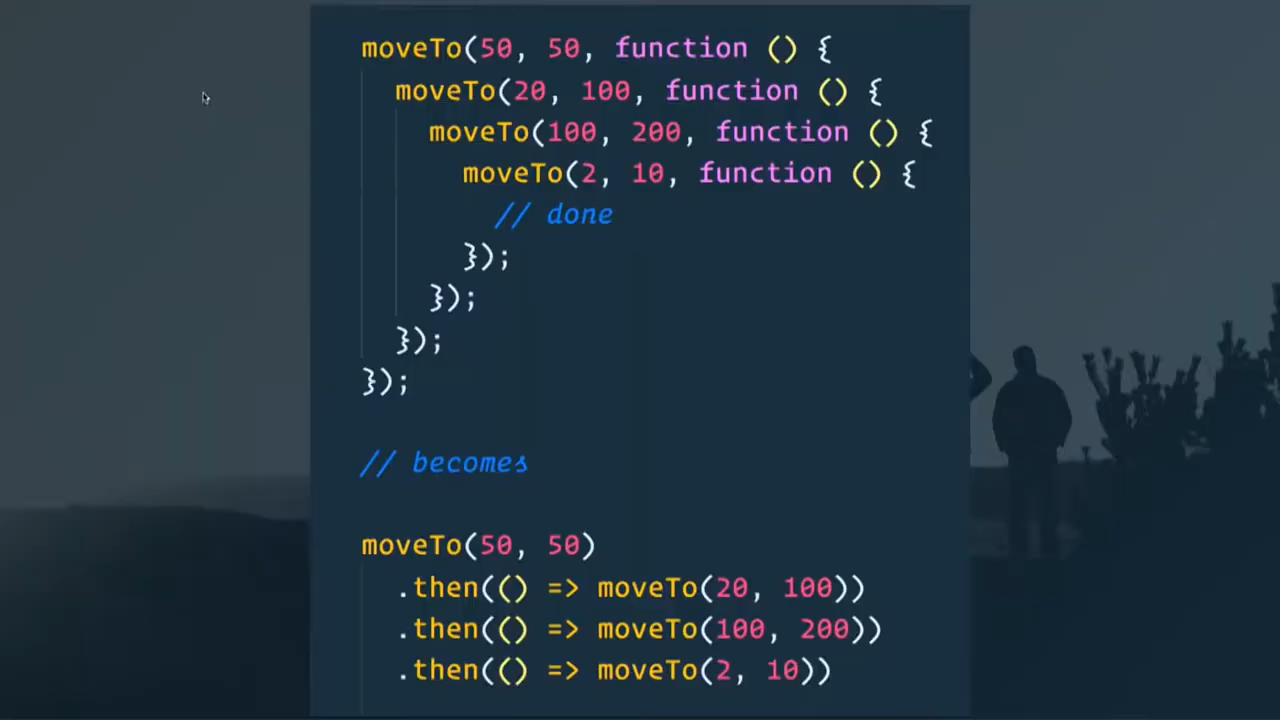 moveTo(50, 50, function () {
moveTo(20, 100, function () {
moveTo(100, 200, function () {
moveTo(2, 10, function () {
// done
});
});
});
});
// becomes
moveTo(50, 50)
.then(() => moveTo(20, 100))
.then(() => moveTo(100, 200))
.then(() => moveTo(2, 10))